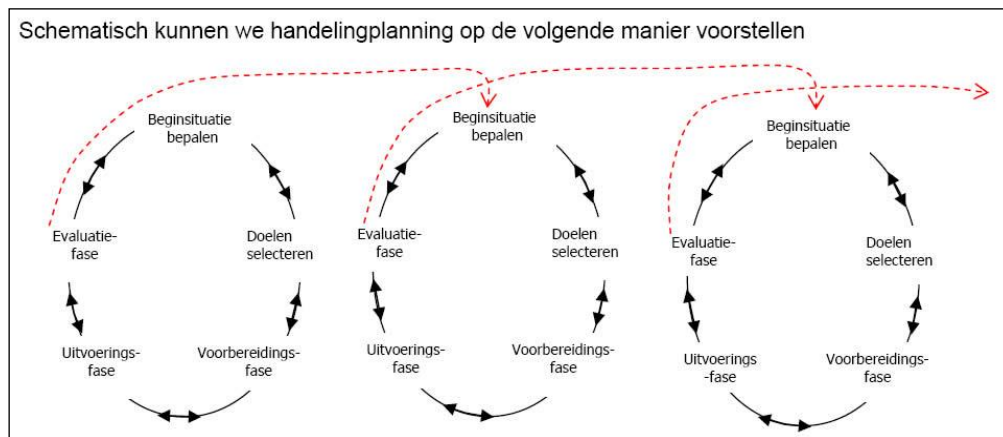 Schematisch kunnen we handelingplanning op de volgende manier voorstellen
Beginsituatie
bepalen
Doelen
selecteren
Voorbereidings-
fase
Uitvoerings-
fase
Evaluatie-
fase
Beginsituatie
bepalen
Doelen
selecteren
Voorbereidings-
fase
Uitvoerings-
fase
Evaluatie-
fase
Beginsituatie
bepalen
Doelen
selecteren
Voorbereidings-
fase
Uitvoerings
-fase
Evaluatie-
fase